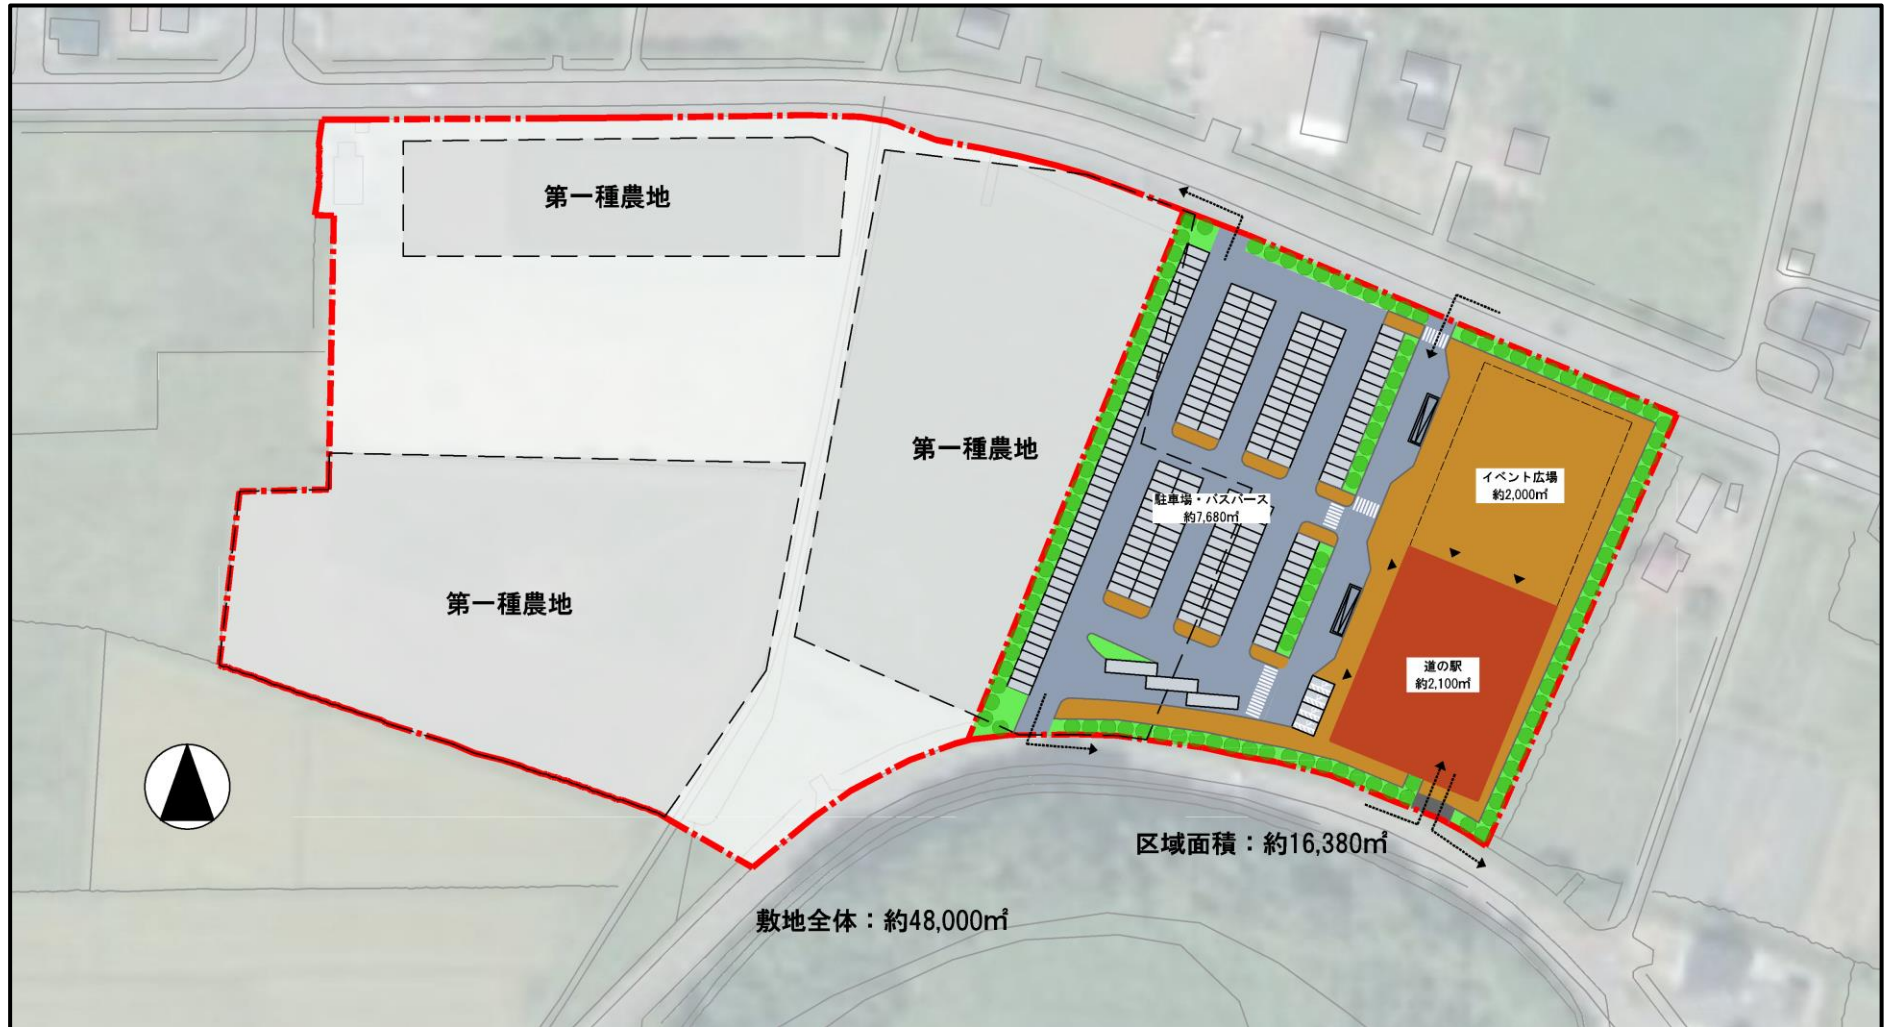 第一種農地
第一種農地
第一種農地
イベント広場
約2,000㎡
駐車場・バスバース
約7,680㎡
道の駅
約2,100㎡
区域面積：約16,380㎡
敷地全体：約48,000㎡